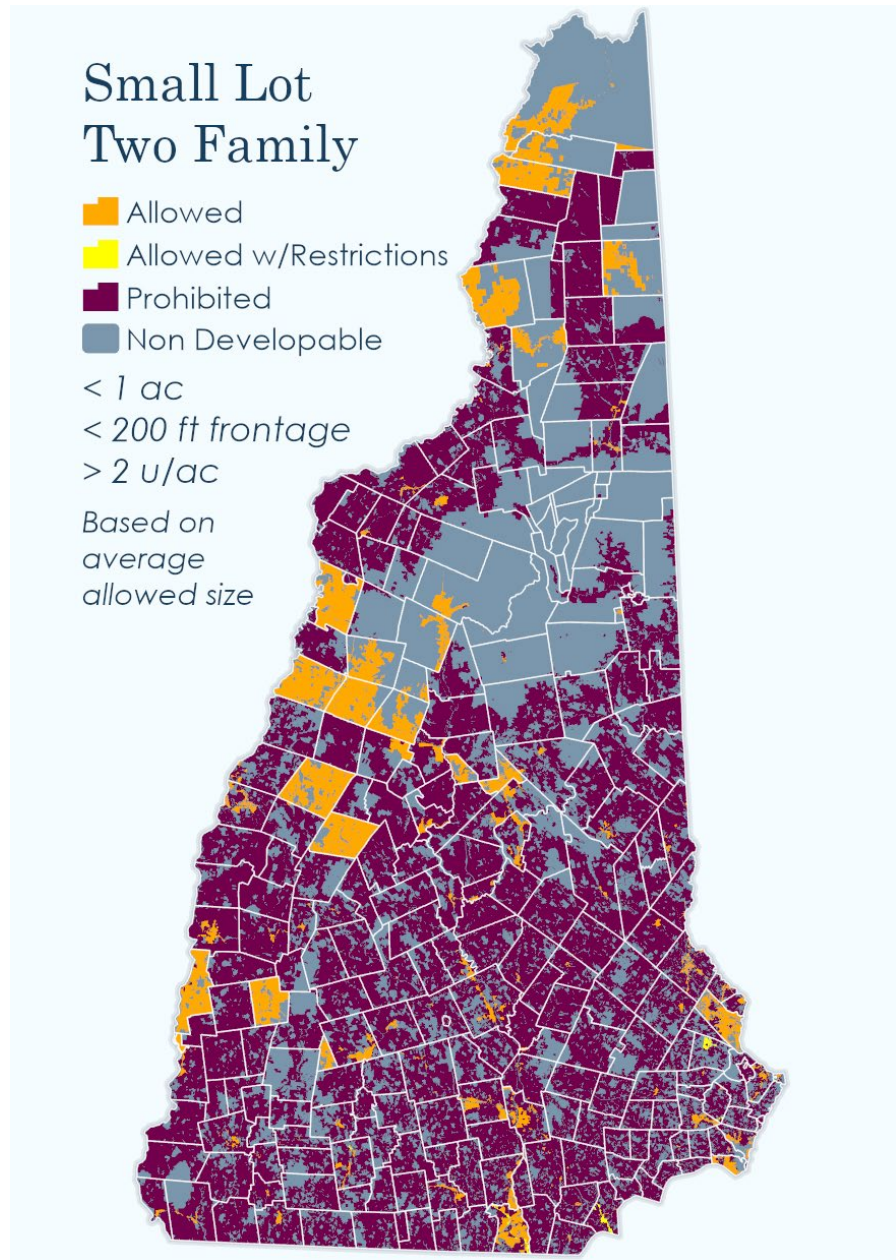 Small Lot
Two Family
Allowed
Allowed w/Restrictions
Prohibited
Non Developable
< 1 ac
< 200 ft frontage
> 2 u/ac
Based on
average
allowed size